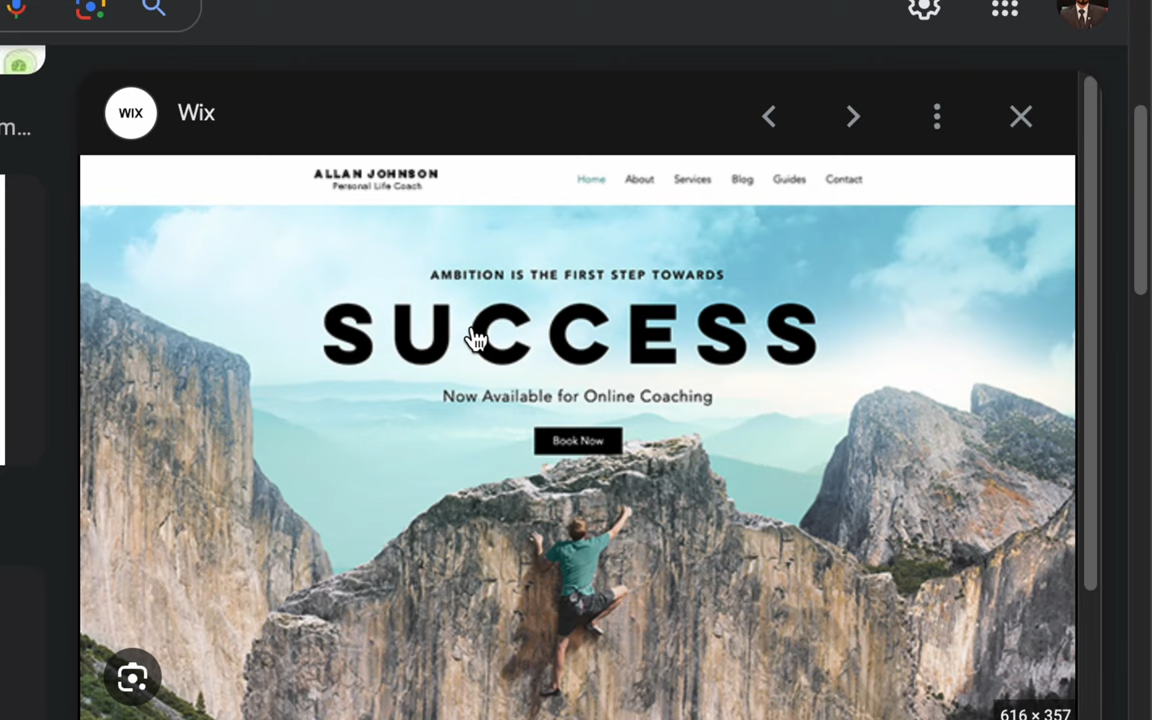 m...
WIX
Wix
ALLAN JOHNSON
Personal Life Coach
Home About Services Blog Guides Contact
AMBITION IS THE FIRST STEP TOWARDS
SUCCESS
Now Available for Online Coaching
Book Now
616 × 357